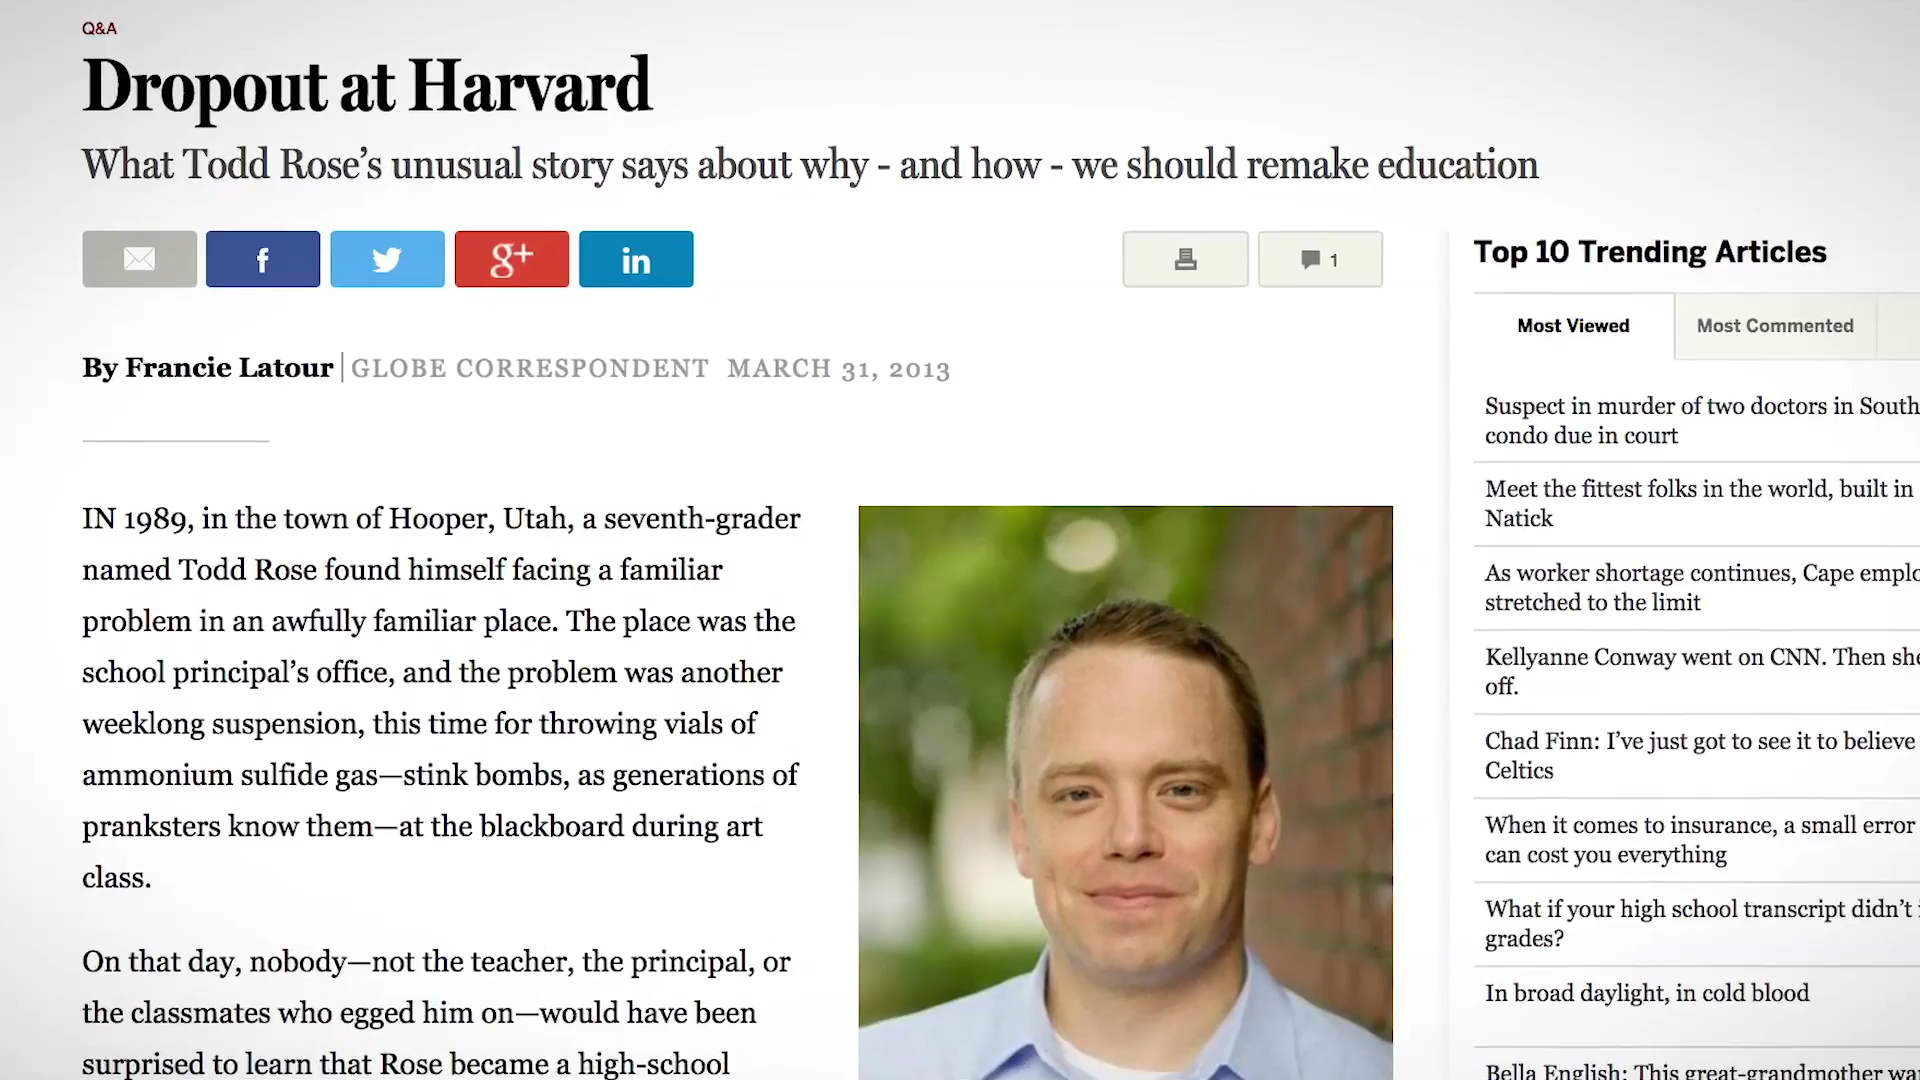 Q&A
Dropout at Harvard
What Todd Rose’s unusual story says about why - and how - we should remake education
f
g+
in
1
By Francie Latour
GLOBE CORRESPONDENT MARCH 31, 2013
IN 1989, in the town of Hooper, Utah, a seventh-grader
named Todd Rose found himself facing a familiar
problem in an awfully familiar place. The place was the
school principal’s office, and the problem was another
weeklong suspension, this time for throwing vials of
ammonium sulfide gas—stink bombs, as generations of
pranksters know them—at the blackboard during art
class.
On that day, nobody—not the teacher, the principal, or
the classmates who egged him on—would have been
surprised to learn that Rose became a high-school
Top 10 Trending Articles
Most Viewed
Most Commented
Suspect in murder of two doctors in South
condo due in court
Meet the fittest folks in the world, built in
Natick
As worker shortage continues, Cape emplo
stretched to the limit
Kellyanne Conway went on CNN. Then she
off.
Chad Finn: I’ve just got to see it to believe
Celtics
When it comes to insurance, a small error
can cost you everything
What if your high school transcript didn’t
grades?
In broad daylight, in cold blood
Bella English: This great-grandmother wa